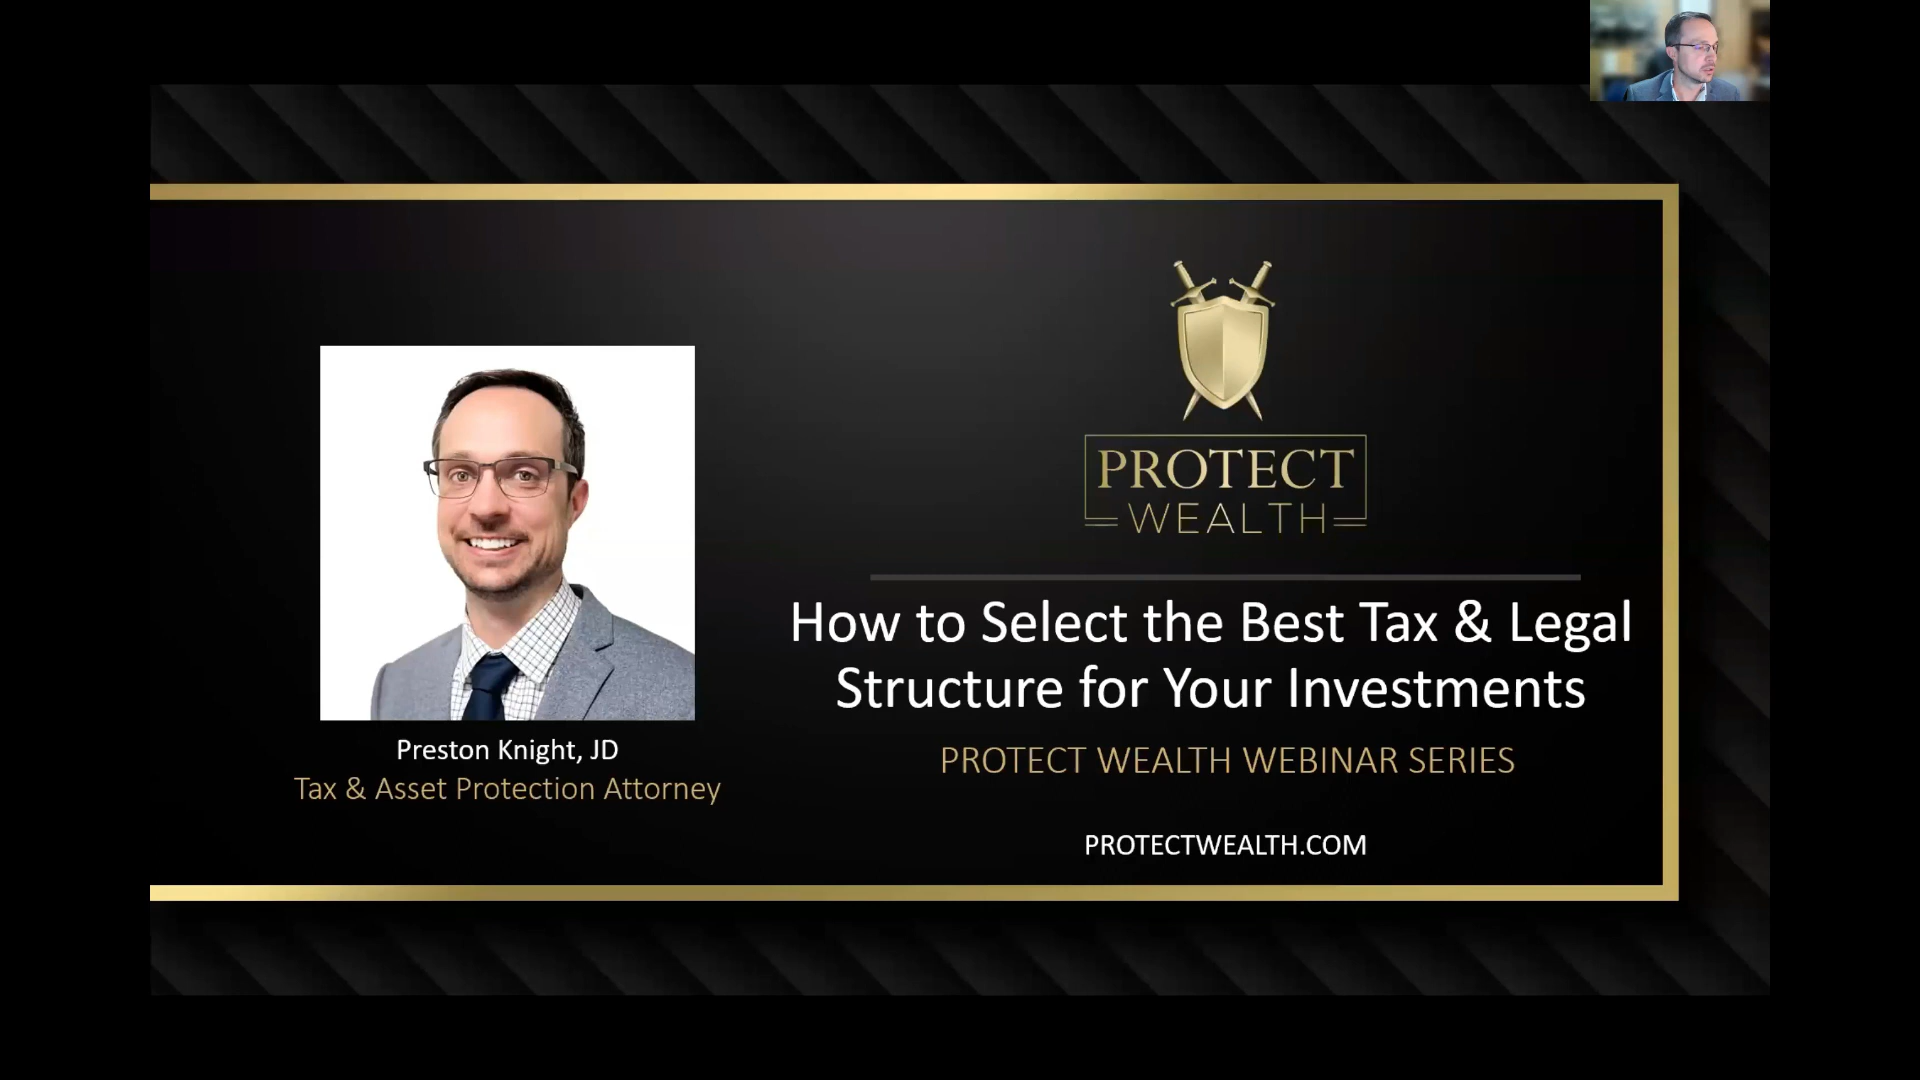 PROTECT
WEALTH
How to Select the Best Tax & Legal
Structure for Your Investments
PROTECT WEALTH WEBINAR SERIES
PROTECTWEALTH.COM
Preston Knight, JD
Tax & Asset Protection Attorney